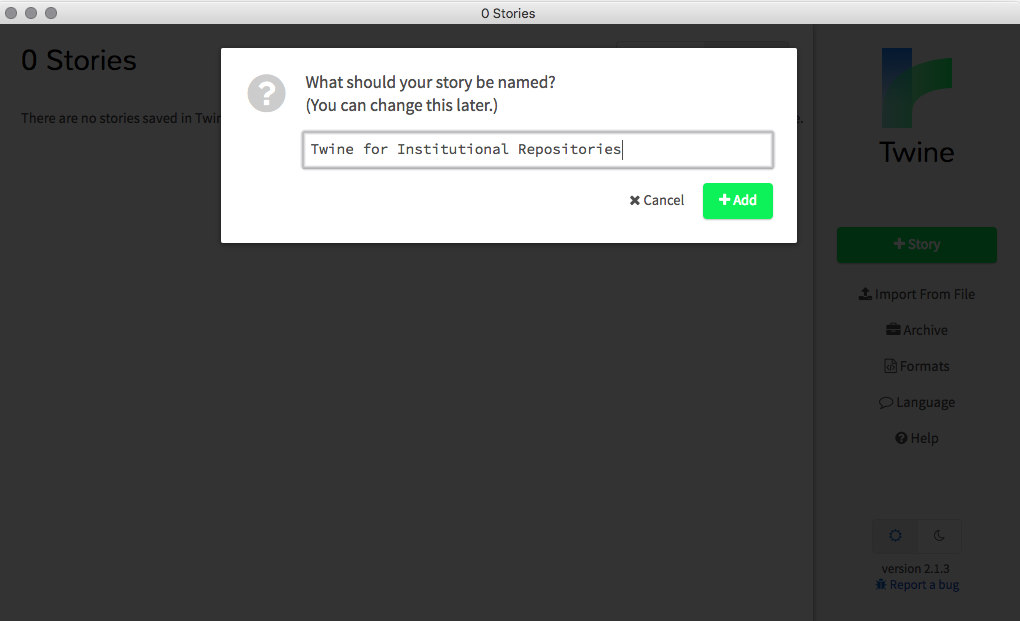 0 Stories
0 Stories
There are no stories saved in Twin
What should your story be named?
(You can change this later.)
Twine for Institutional Repositories
Cancel
Add
Twine
Story
Import From File
Archive
Formats
Language
Help
version 2.1.3
Report a bug